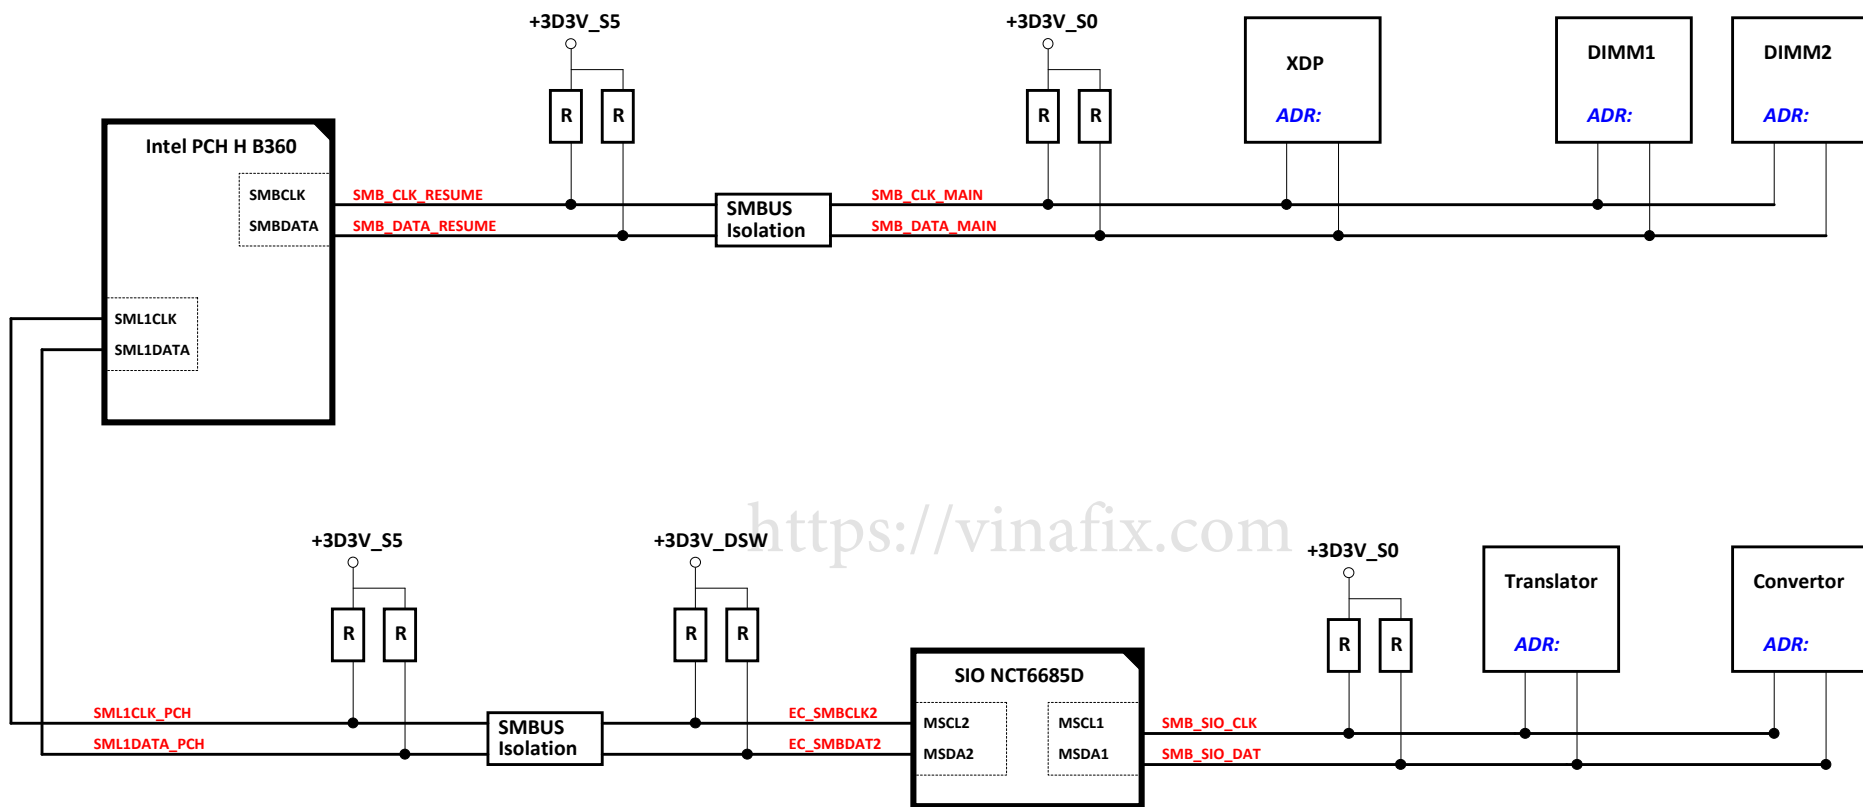 +3D3V_S5
+3D3V_S0
XDP
ADR:
DIMM1
ADR:
DIMM2
ADR:
R
R
R
R
Intel PCH H B360
SMBCLK
SMBDATA
SMB_CLK_RESUME
SMB_DATA_RESUME
SMBUS
Isolation
SMB_CLK_MAIN
SMB_DATA_MAIN
SML1CLK
SML1DATA
https://vinafix.com
+3D3V_S5
+3D3V_DSW
+3D3V_S0
R
R
R
R
R
R
Translator
ADR:
Convertor
ADR:
SML1CLK_PCH
SML1DATA_PCH
SMBUS
Isolation
EC_SMBCLK2
EC_SMBDAT2
SIO NCT6685D
MSCL2
MSDA2
MSCL1
MSDA1
SMB_SIO_CLK
SMB_SIO_DAT